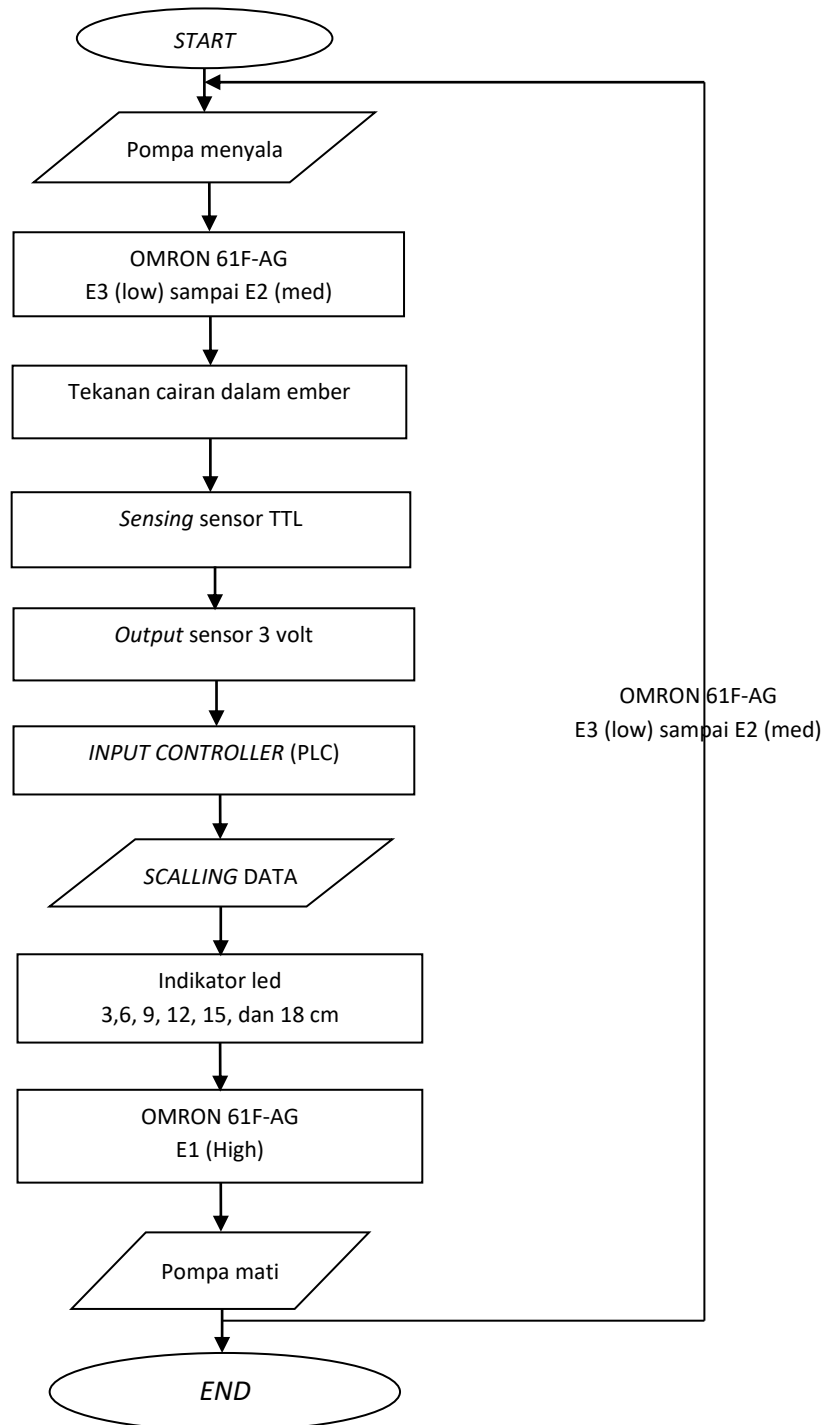 START
Pompa menyala
OMRON 61F-AG
E3 (low) sampai E2 (med)
Tekanan cairan dalam ember
Sensing sensor TTL
Output sensor 3 volt
OMRON 61F-AG
E3 (low) sampai E2 (med)
INPUT CONTROLLER (PLC)
SCALLING DATA
Indikator led
3,6, 9, 12, 15, dan 18 cm
OMRON 61F-AG
E1 (High)
Pompa mati
END